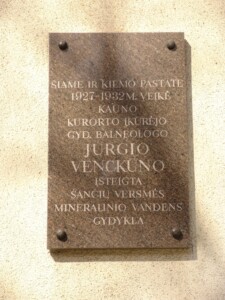 ŠIAME IR KIEMO PASTATE
1927-1932 M. VEIKĖ
KAUNO
KURORTO ĮKŪRĖJO
GYD. BALNEOLOGO
JURGIO
VENCKŪNO
ĮSTEIGTA
ŠANČIŲ VERSMĖS
MINERALINIO VANDENS
GYDYKLA